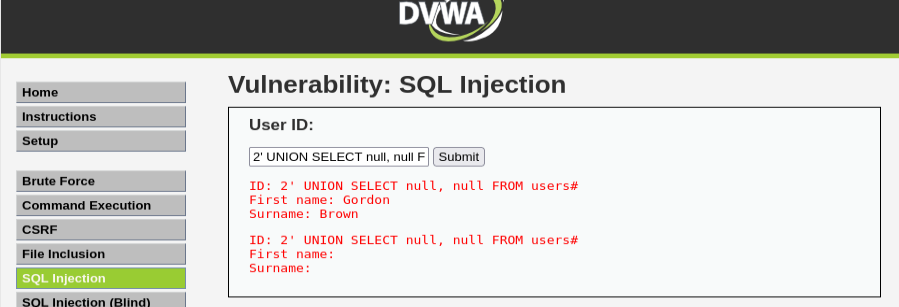 DVWA
Home
Instructions
Setup
Brute Force
Command Execution
CSRF
File Inclusion
SQL Injection
SQL Injection (Blind)
Vulnerability: SQL Injection
User ID:
2' UNION SELECT null, null F
Submit
ID: 2' UNION SELECT null, null FROM users#
First name: Gordon
Surname: Brown
ID: 2' UNION SELECT null, null FROM users#
First name:
Surname: